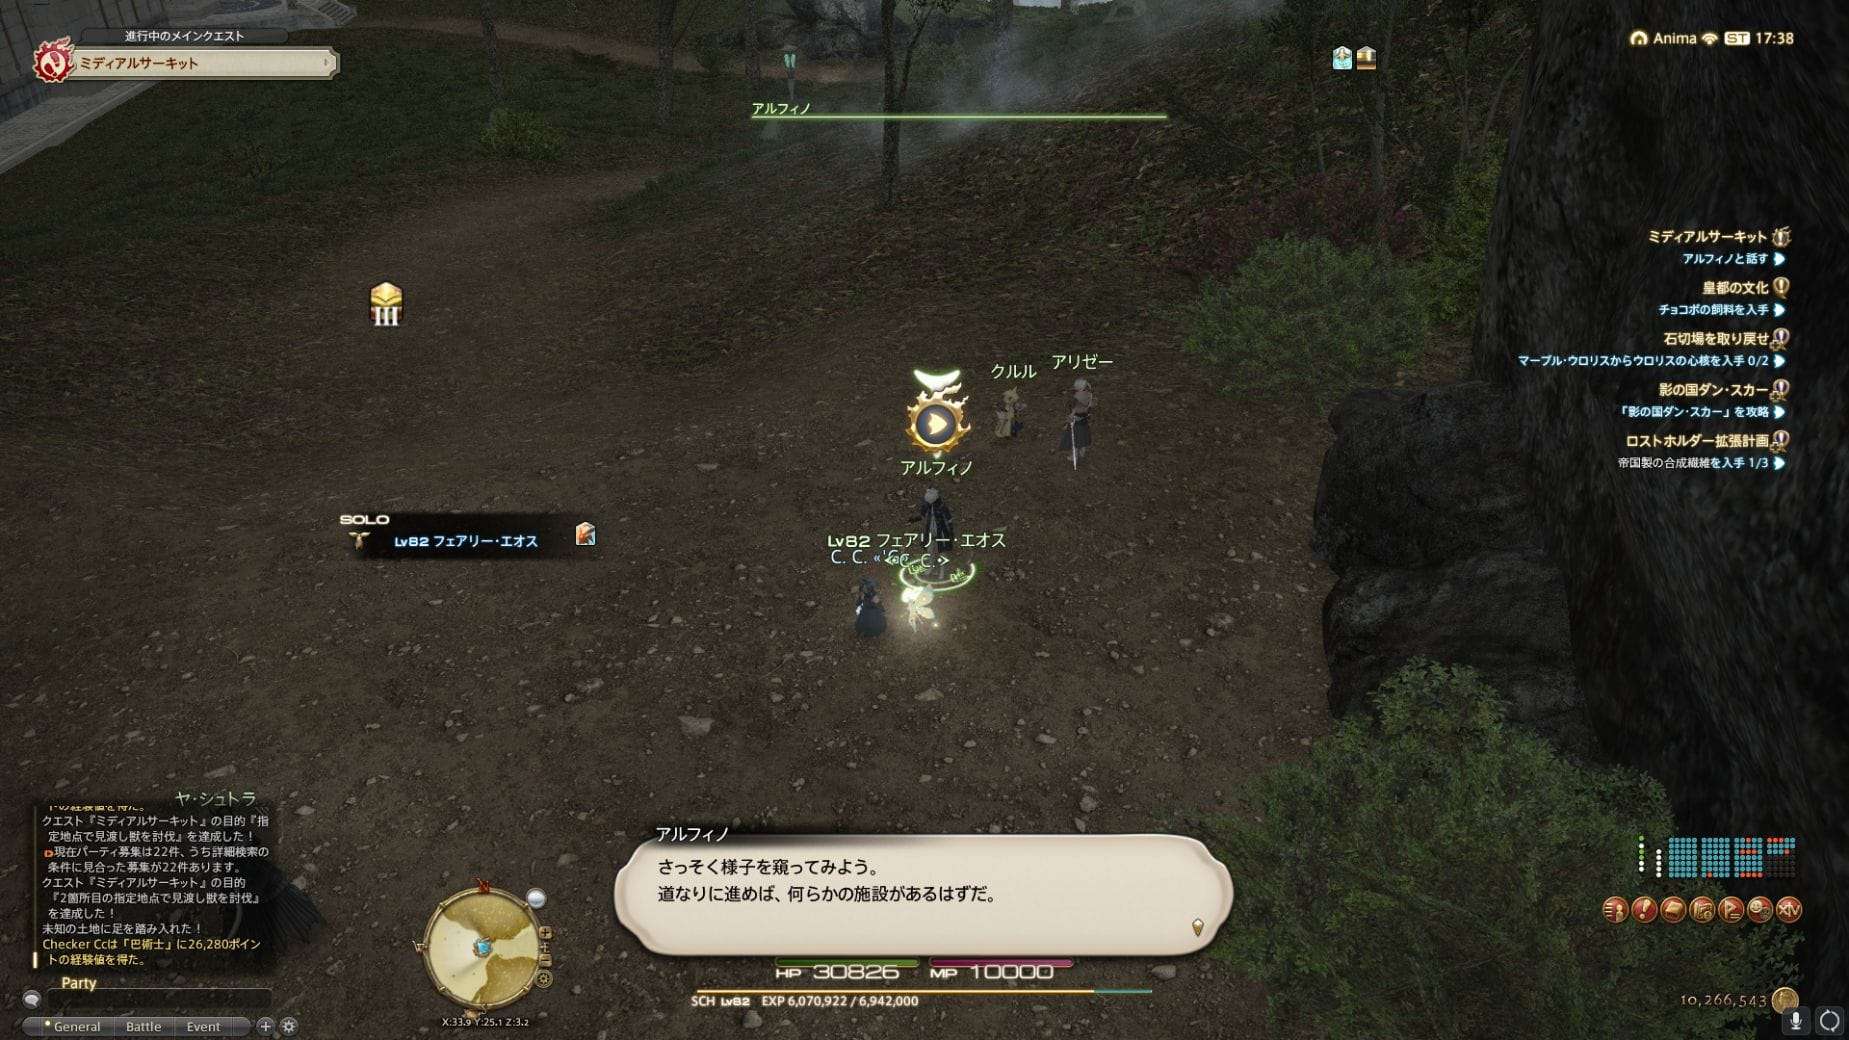 進行中のメインクエスト
ミディアルサーキット
アルフィノ
Anima ST 17:38
ミディアルサーキット
アルフィノと話す
皇都の文化
チョコボの飼料を入手
石切場を取り戻せ
マーブル・ウロリスからウロリスの心核を入手 0/2
影の国ダン・スカー
「影の国ダン・スカー」を攻略
ロストホルダー拡張計画
帝国製の合成繊維を入手 1/3
III
クルル
アリゼー
アルフィノ
SOLO
Lv82 フェアリー・エオス
Lv82 フェアリー・エオス
C. C.
ヤ・シュトラ
トの経験値を得た。
クエスト『ミディアルサーキット』の目的『指
定地点で見渡し獣を討伐』を達成した！
現在パーティ募集は22件、うち詳細検索の
条件に見合った募集が22件あります。
クエスト『ミディアルサーキット』の目的
『2箇所目の指定地点で見渡し獣を討伐』
を達成した！
未知の土地に足を踏み入れた！
Checker Ccは「巴術士」に26,280ポイン
トの経験値を得た。
Party
General Battle Event
X:33.9 Y:25.1 Z:3.2
アルフィノ
さっそく様子を窺ってみよう。
道なりに進めば、何らかの施設があるはずだ。
HP 30826 MP 10000
SCH Lv82 EXP 6,070,922 / 6,942,000
XIV
10,266,543